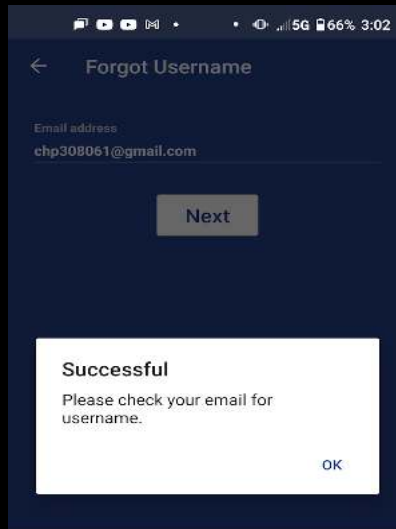 5G 66% 3:02
Forgot Username
Email address
chp308061@gmail.com
Next
Successful
Please check your email for
username.
OK